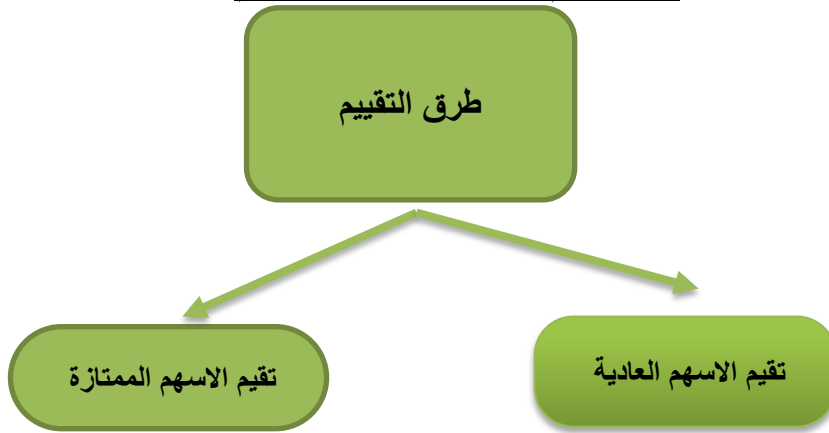 طرق التقييم
تقيم الاسهم العادية
تقيم الاسهم الممتازة